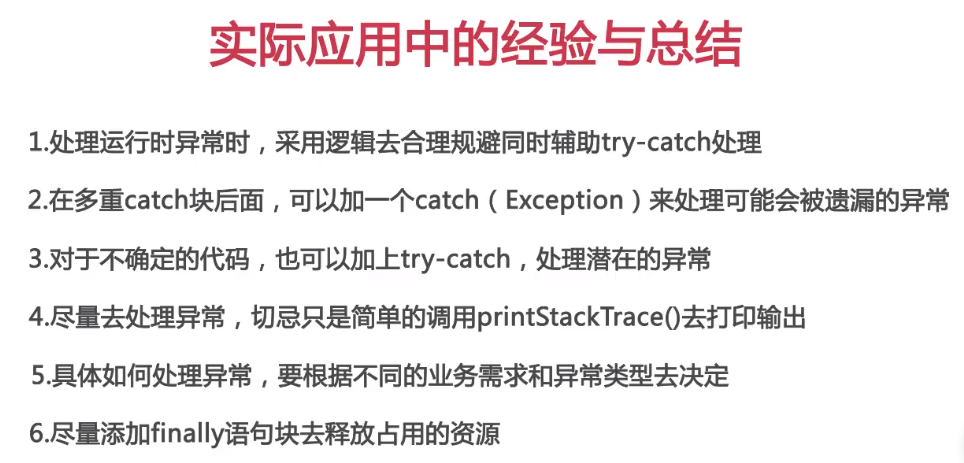 实际应用中的经验与总结
1.处理运行时异常时，采用逻辑去合理规避同时辅助try-catch处理
2.在多重catch块后面，可以加一个catch（Exception）来处理可能会被遗漏的异常
3.对于不确定的代码，也可以加上try-catch，处理潜在的异常
4.尽量去处理异常，切忌只是简单的调用printStackTrace()去打印输出
5.具体如何处理异常，要根据不同的业务需求和异常类型去决定
6.尽量添加finally语句块去释放占用的资源